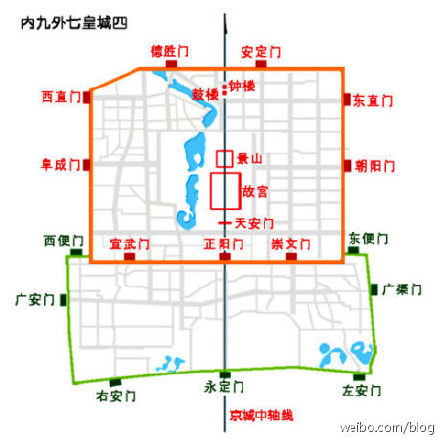 内九外七皇城四
德胜门
安定门
鼓楼
钟楼
西直门
东直门
阜成门
景山
朝阳门
故宫
天安门
西便门
宣武门
正阳门
崇文门
东便门
广安门
广渠门
右安门
永定门
左安门
京城中轴线
weibo.com/blog